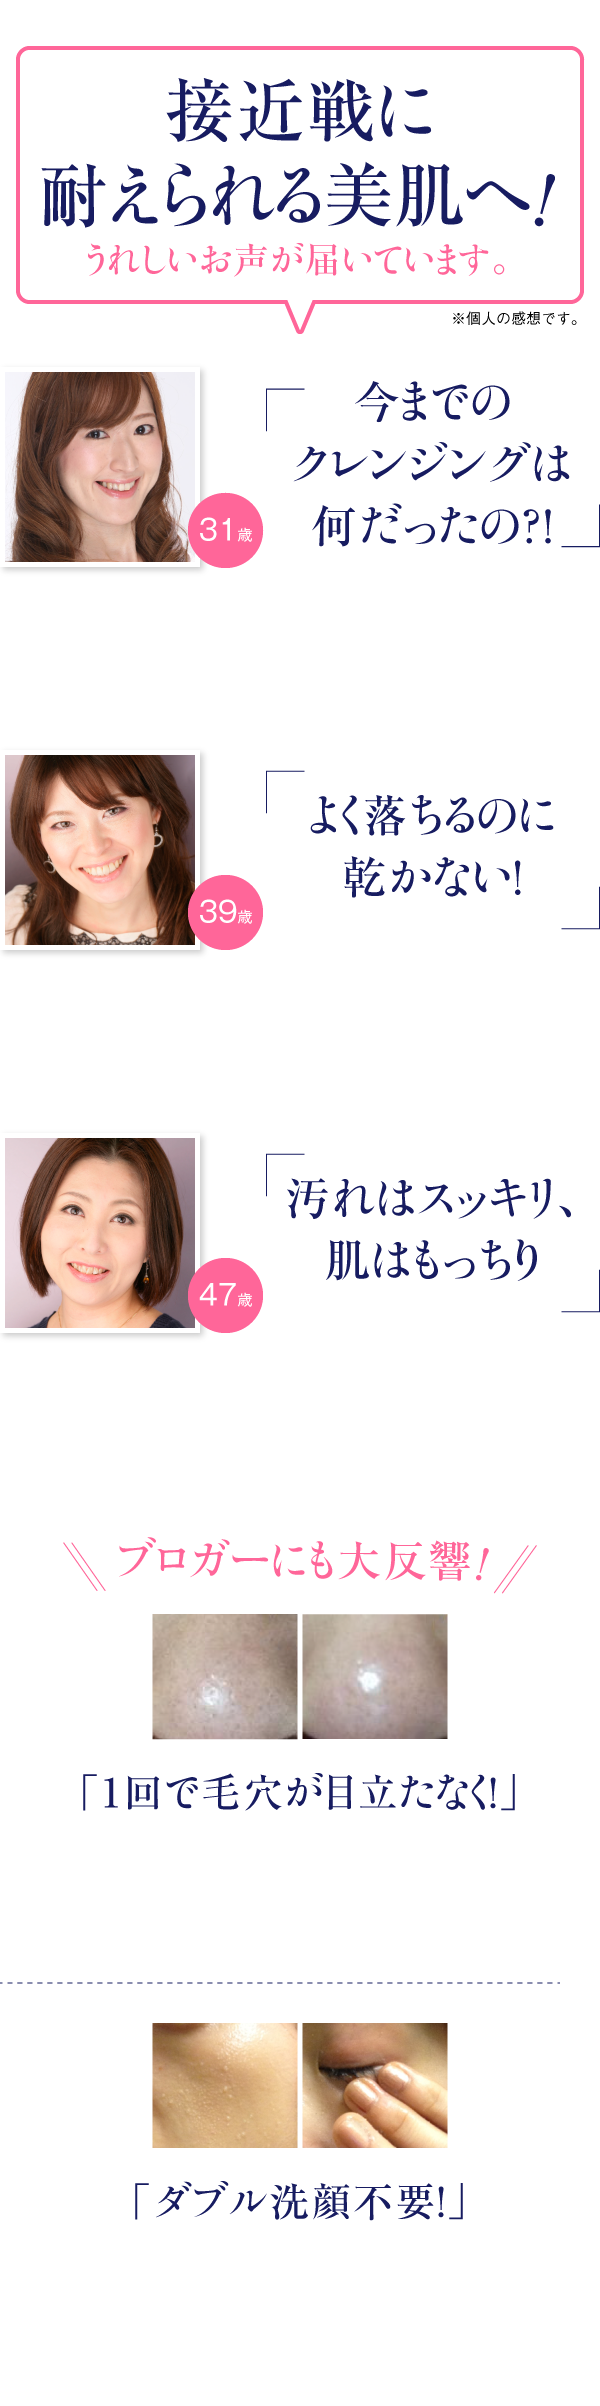 接近戦に
耐えられる美肌へ!
うれしいお声が届いています。
※個人の感想です。
「今までの
クレンジングは
何だったの?!」
31歳
「よく落ちるのに
乾かない!」
39歳
「汚れはスッキリ、
肌はもっちり」
47歳
ブロガーにも大反響!
「1回で毛穴が目立たなく!」
「ダブル洗顔不要!」